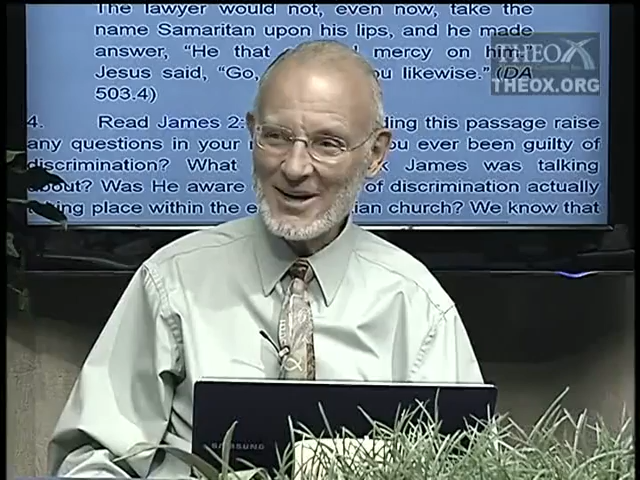 The lawyer would not, even now, take the
name Samaritan upon his lips, and he made
answer, “He that mercy on him.”
Jesus said, “Go, you likewise.” (DA
503.4)
THEOX
THEOX.ORG
4. Read James 2: ding this passage raise
any questions in your ou ever been guilty of
discrimination? What James was talking
about? Was He aware of discrimination actually
taking place within the church? We know that
SAMSUNG